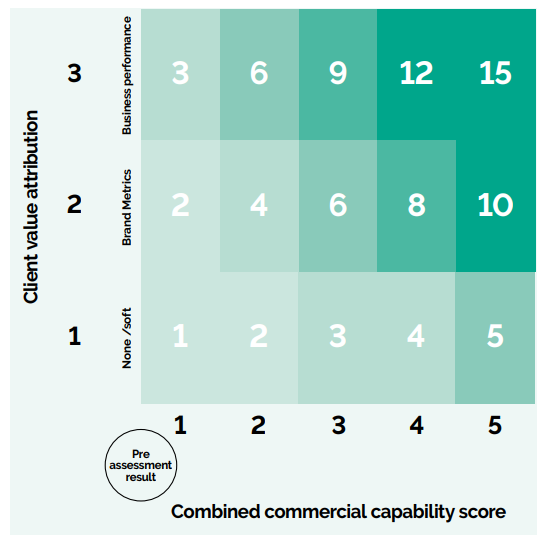 Client value attribution
3
Business performance
3 6 9 12 15
2
Brand Metrics
2 4 6 8 10
1
None /soft
1 2 3 4 5
1 2 3 4 5
Pre
assessment
result
Combined commercial capability score